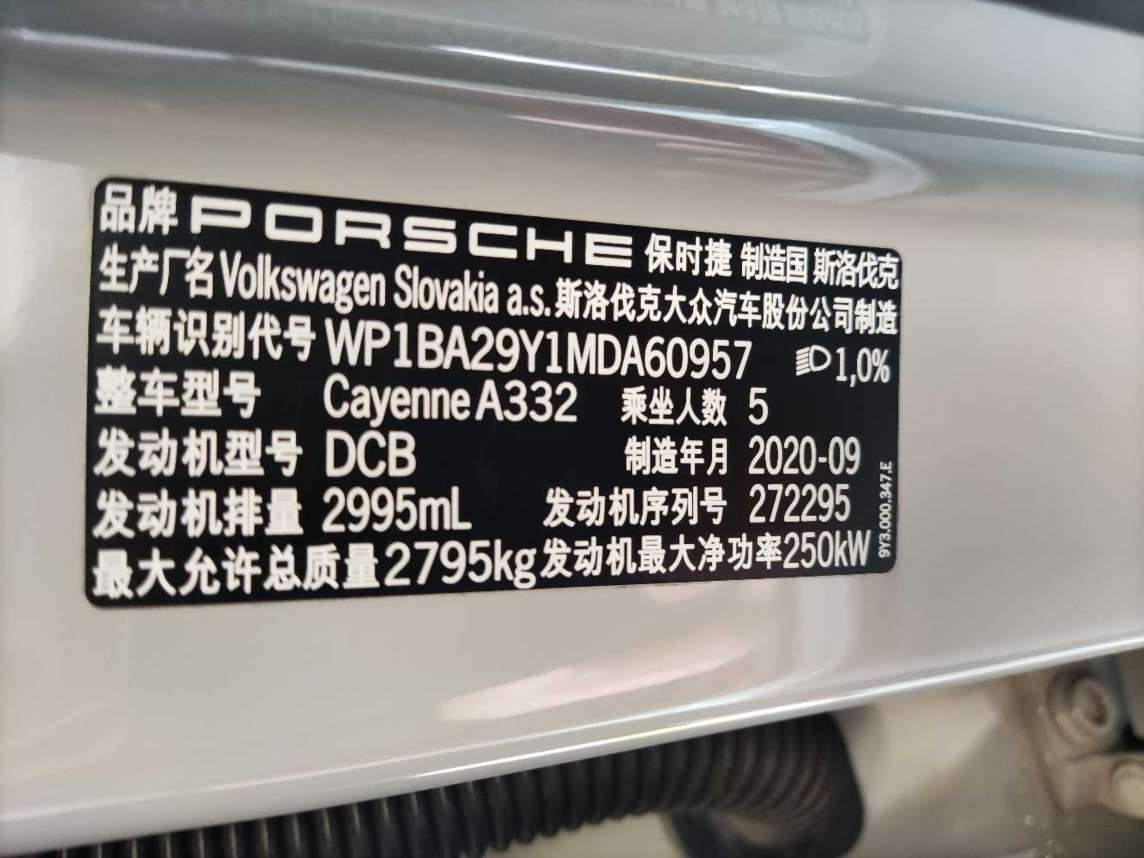 品牌 PORSCHE 保时捷 制造国 斯洛伐克
生产厂名 Volkswagen Slovakia a.s. 斯洛伐克大众汽车股份公司制造
车辆识别代号 WP1BA29Y1MDA60957 1,0%
整车型号 Cayenne A332 乘坐人数 5
发动机型号 DCB 制造年月 2020-09
发动机排量 2995mL 发动机序列号 272295
最大允许总质量 2795kg 发动机最大净功率 250kW
9Y3.000.347.E